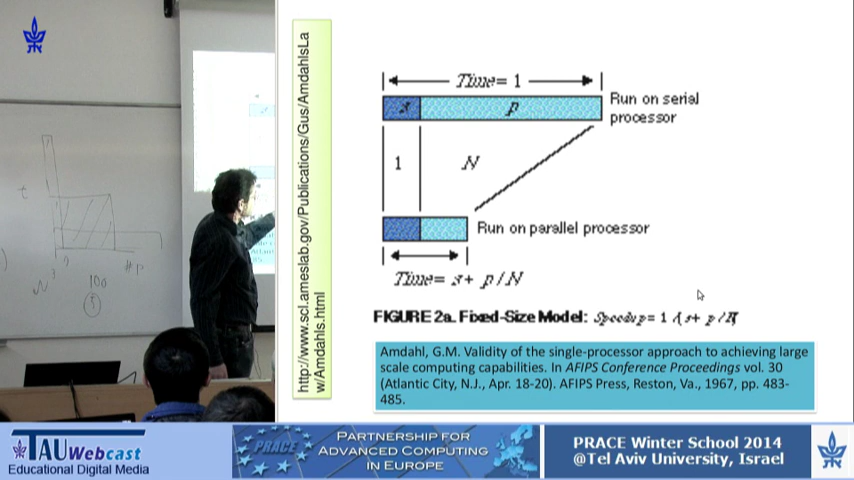 http://www.scl.ameslab.gov/Publications/Gus/AmdahlsLa
w/Amdahls.html
Time= 1
s
p
Run on serial
processor
1
N
Run on parallel processor
Time= s+ p/N
FIGURE 2a. Fixed-Size Model: Speedup= 1 /( s+ p /N)
Amdahl, G.M. Validity of the single-processor approach to achieving large
scale computing capabilities. In AFIPS Conference Proceedings vol. 30
(Atlantic City, N.J., Apr. 18-20). AFIPS Press, Reston, Va., 1967, pp. 483-
485.
t
100
#P
N
TAU Webcast
Educational Digital Media
PRACE
PARTNERSHIP FOR
ADVANCED COMPUTING
IN EUROPE
PRACE Winter School 2014
@Tel Aviv University, Israel